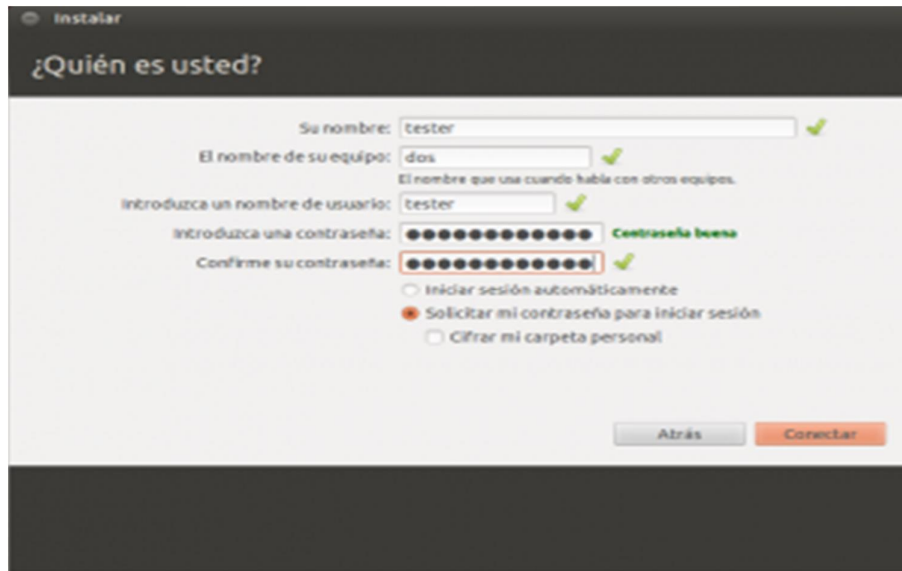 Instalar
¿Quién es usted?
Su nombre: tester
El nombre de su equipo: dos
El nombre que usa cuando habla con otros equipos.
Introduzca un nombre de usuario: tester
Introduzca una contraseña: ●●●●●●●●●●●● Contraseña buena
Confirme su contraseña: ●●●●●●●●●●●●
Iniciar sesión automáticamente
Solicitar mi contraseña para iniciar sesión
Cifrar mi carpeta personal
Atrás Conectar